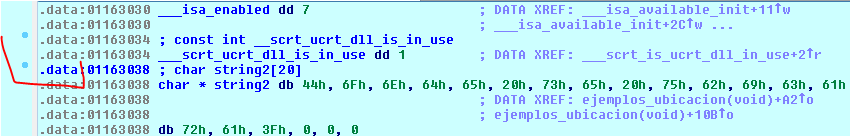 .data:01163030 ___isa_enabled dd 7 ; DATA XREF: ___isa_available_init+11↑w
.data:01163030 ; ___isa_available_init+2C↑w ...
.data:01163034 ; const int __scrt_ucrt_dll_is_in_use
.data:01163034 ___scrt_ucrt_dll_is_in_use dd 1 ; DATA XREF: ___scrt_is_ucrt_dll_in_use+2↑r
.data:01163038 ; char string2[20]
.data:01163038 char * string2 db 44h, 6Fh, 6Eh, 64h, 65h, 20h, 73h, 65h, 20h, 75h, 62h, 69h, 63h, 61h
.data:01163038 ; DATA XREF: ejemplos_ubicacion(void)+A2↑o
.data:01163038 ; ejemplos_ubicacion(void)+10B↑o
.data:01163038 db 72h, 61h, 3Fh, 0, 0, 0